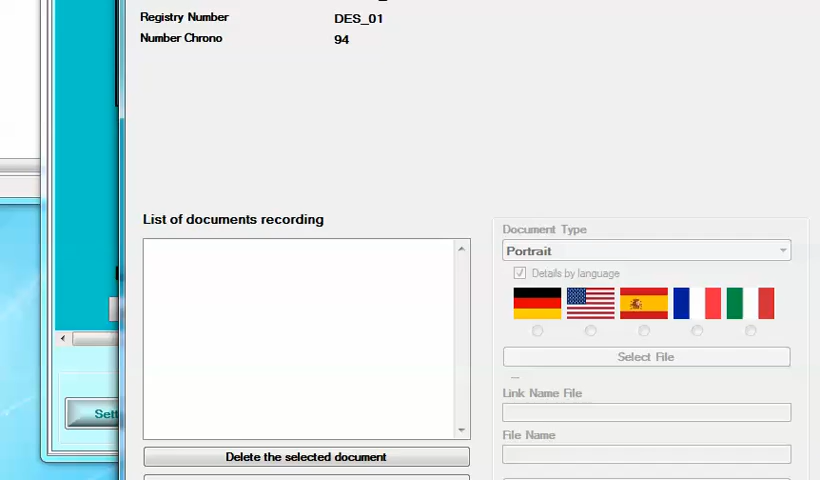 Registry Number DES_01
Number Chrono 94
List of documents recording
Document Type
Portrait
Details by language
Select File
Link Name File
File Name
Delete the selected document